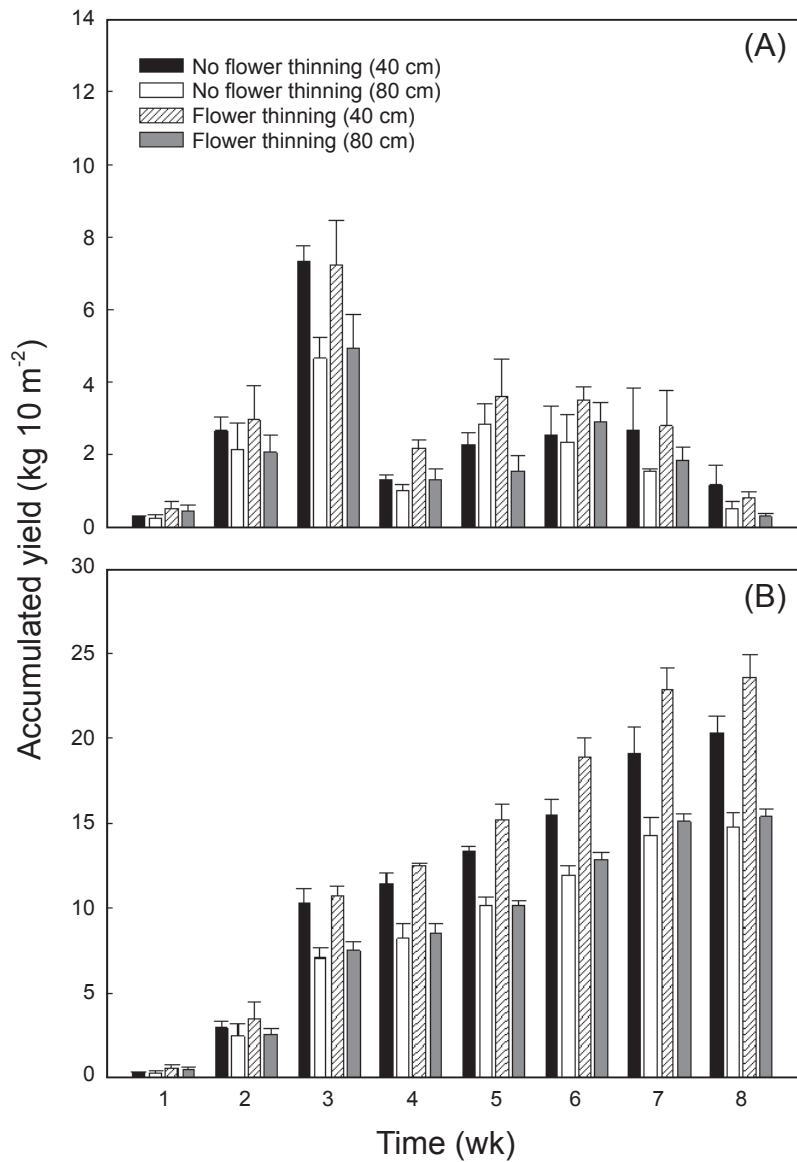 14
(A)
No flower thinning (40 cm)
No flower thinning (80 cm)
Flower thinning (40 cm)
Flower thinning (80 cm)
12
10
8
6
4
2
0
Accumulated yield (kg 10 m⁻²)
30
(B)
25
20
15
10
5
0
1 2 3 4 5 6 7 8
Time (wk)